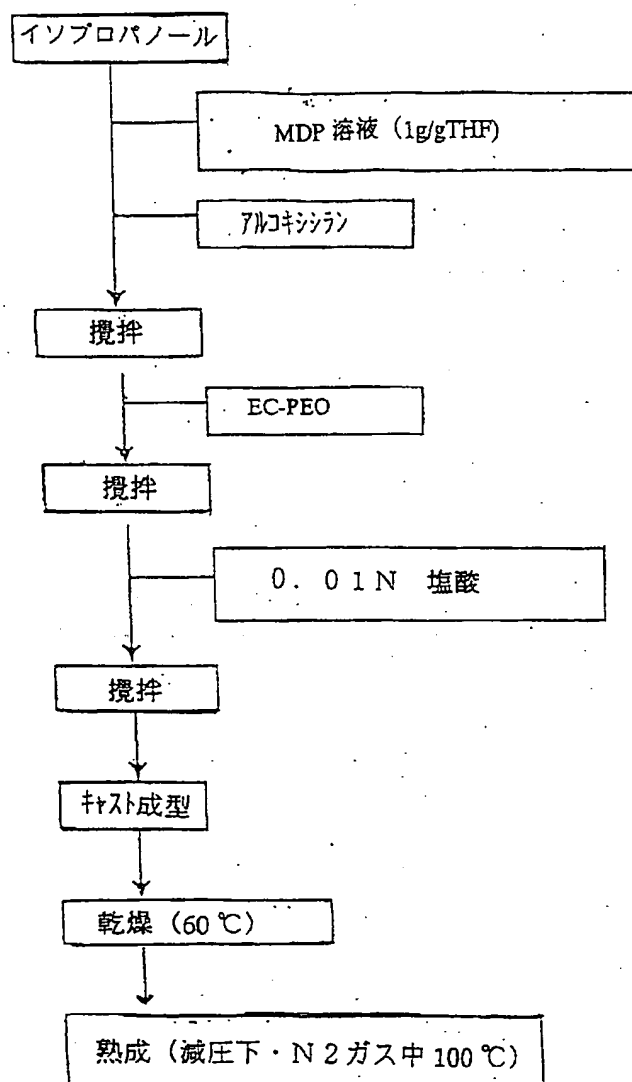 イソプロパノール
MDP 溶液（1g/gTHF)
アルコキシシラン
攪拌
EC-PEO
攪拌
０．０１Ｎ　塩酸
攪拌
キャスト成型
乾燥（60 ℃）
熟成（減圧下・Ｎ２ガス中 100 ℃）